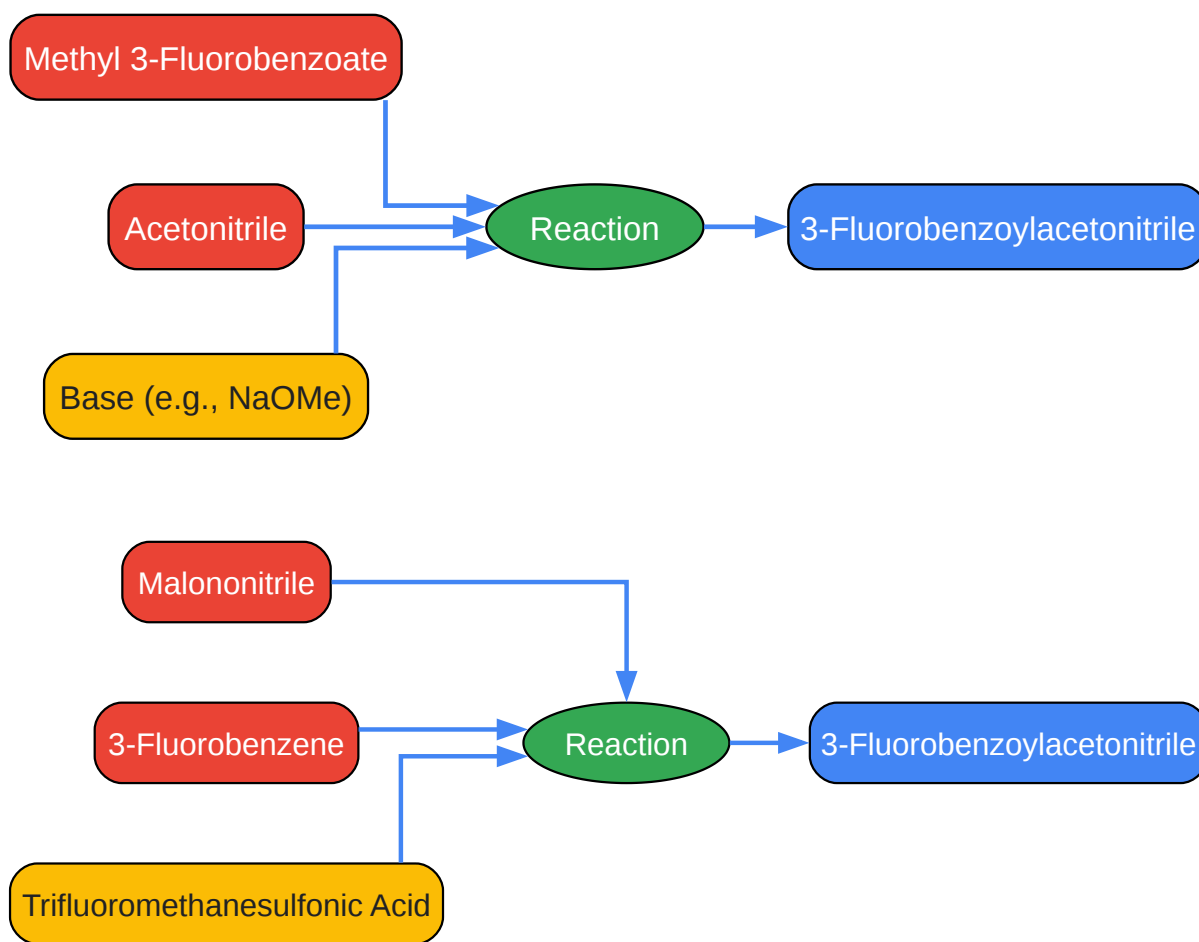 Methyl 3-Fluorobenzoate
Acetonitrile
Reaction
3-Fluorobenzoylacetonitrile
Base (e.g., NaOMe)
Malononitrile
3-Fluorobenzene
Reaction
3-Fluorobenzoylacetonitrile
Trifluoromethanesulfonic Acid